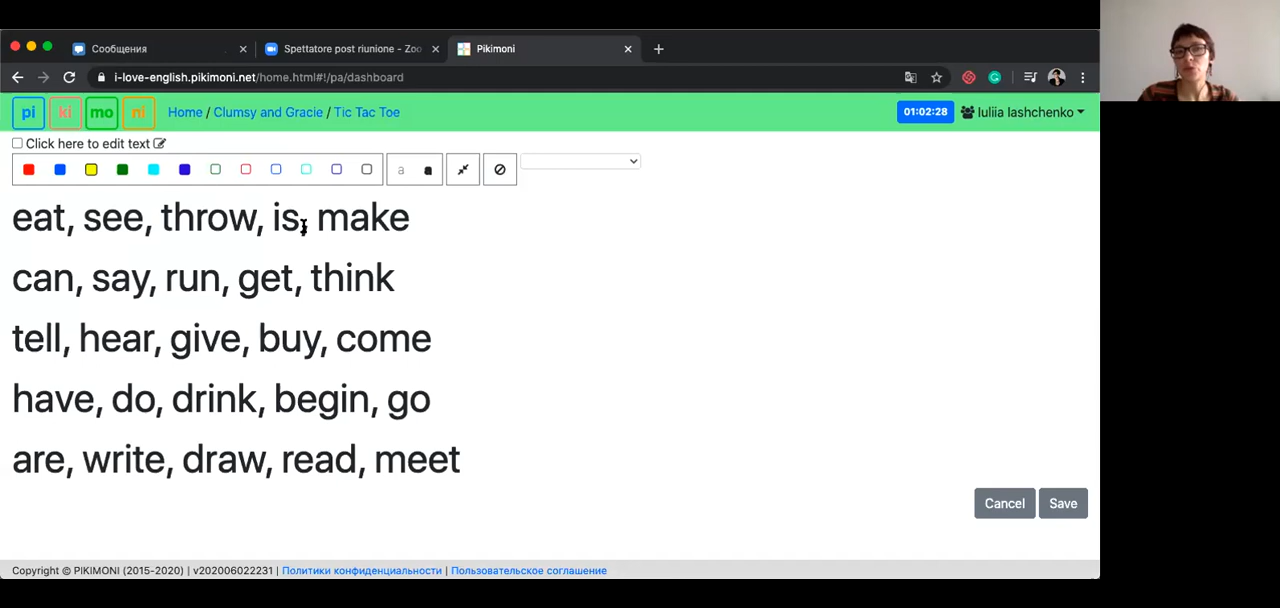 Сообщения
Spettatore post riunione - Zoo
Pikimoni
i-love-english.pikimoni.net/home.html#!/pa/dashboard
pi ki mo ni Home / Clumsy and Gracie / Tic Tac Toe 01:02:28 Iuliia Iashchenko
Click here to edit text
a a
eat, see, throw, is, make
can, say, run, get, think
tell, hear, give, buy, come
have, do, drink, begin, go
are, write, draw, read, meet
Cancel Save
Copyright © PIKIMONI (2015-2020) | v202006022231 | Политики конфиденциальности | Пользовательское соглашение